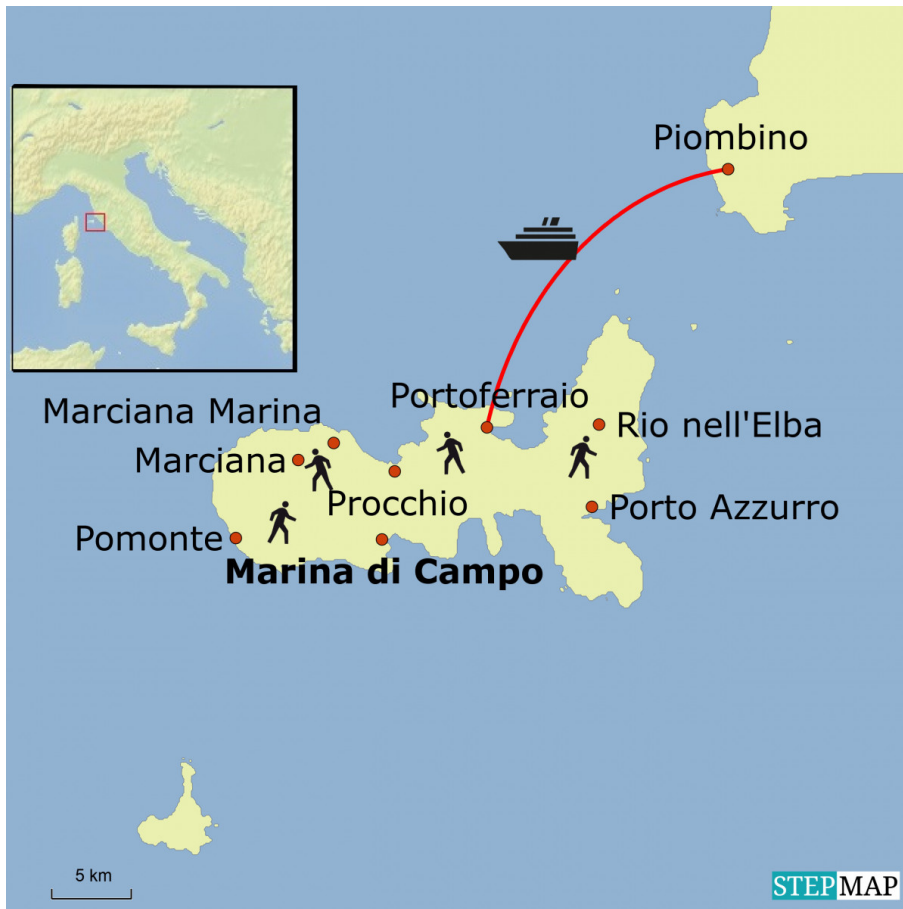 Piombino
Portoferraio
Marciana Marina
Rio nell'Elba
Marciana
Procchio
Porto Azzurro
Pomonte
Marina di Campo
5 km
STEPMAP